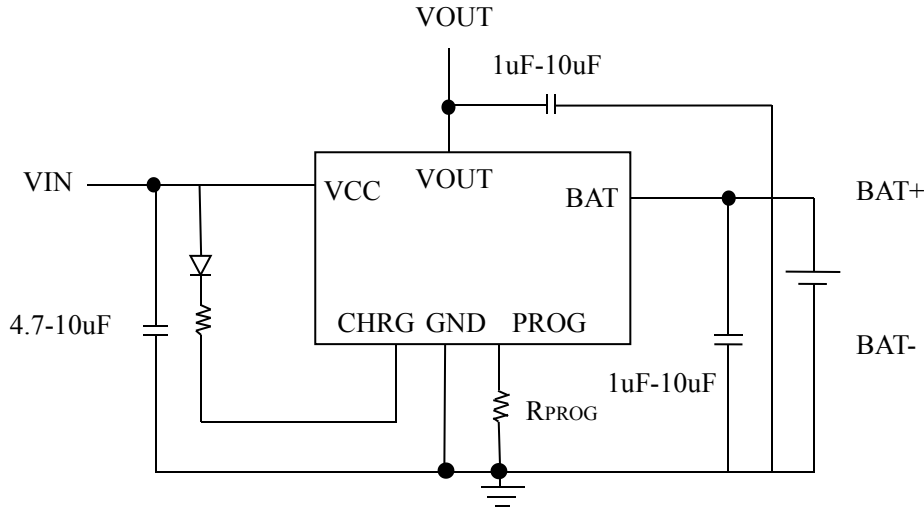 VOUT
1uF-10uF
VIN
VCC
VOUT
BAT
BAT+
4.7-10uF
CHRG GND PROG
BAT-
1uF-10uF
RPROG